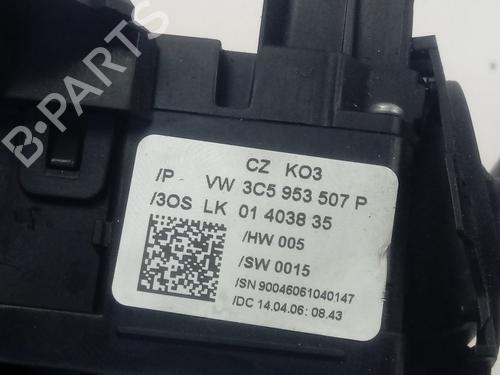 B-PARTS
CZ KO3
/P VW 3C5 953 507 P
/3OS LK 01 4038 35
/HW 005
/SW 0015
/SN 90046061040147
/DC 14.04.06: 08.43